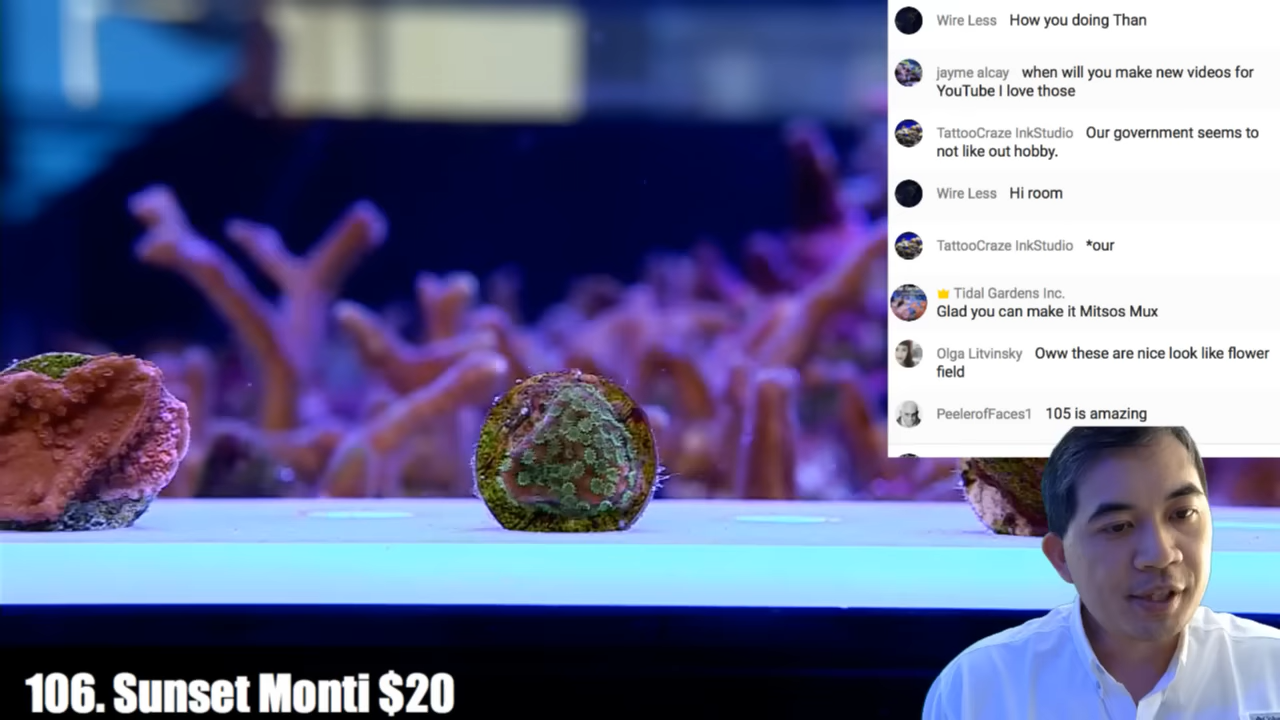 Wire Less How you doing Than
jayme alcay when will you make new videos for
YouTube I love those
TattooCraze InkStudio Our government seems to
not like out hobby.
Wire Less Hi room
TattooCraze InkStudio *our
Tidal Gardens Inc.
Glad you can make it Mitsos Mux
Olga Litvinsky Oww these are nice look like flower
field
PeelerofFaces1 105 is amazing
106. Sunset Monti $20